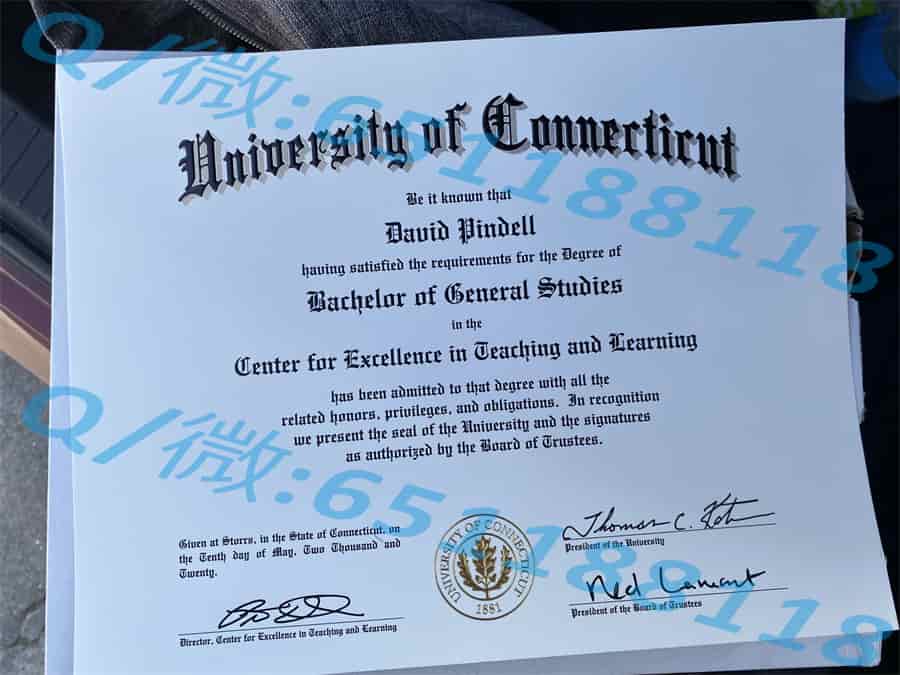 Q/微:651188118
University of Connecticut
Be it known that
David Pindell
having satisfied the requirements for the Degree of
Bachelor of General Studies
in the
Center for Excellence in Teaching and Learning
has been admitted to that degree with all the
related honors, privileges, and obligations. In recognition
we present the seal of the University and the signatures
as authorized by the Board of Trustees.
Q/微:651188118
Given at Storrs, in the State of Connecticut, on
the Tenth day of May, Two Thousand and
Twenty.
UNIVERSITY OF CONNECTICUT
1881
Thomas C.
President of the University
Ned Lamont
President of the Board of Trustees
Director, Center for Excellence in Teaching and Learning